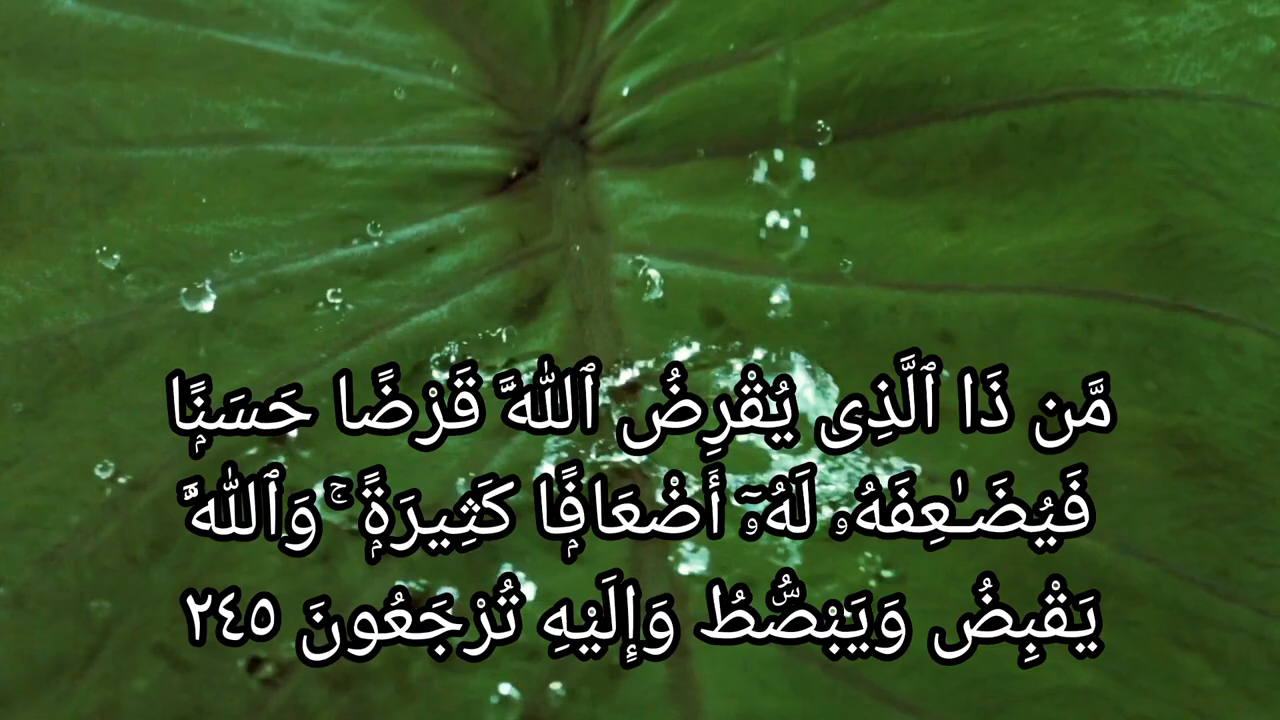 مَّن ذَا ٱلَّذِى يُقْرِضُ ٱللَّهَ قَرْضًا حَسَنًۭا
فَيُضَـٰعِفَهُۥ لَهُۥٓ أَضْعَافًۭا كَثِيرَةًۭ ۚ وَٱللَّهُ
يَقْبِضُ وَيَبْصُۜطُ وَإِلَيْهِ تُرْجَعُونَ ٢٤٥